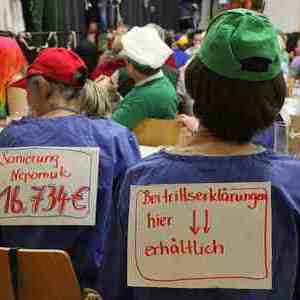 Sanierung
Nepomuk
16.734€
Beitrittserklärungen
hier ↓↓
erhältlich